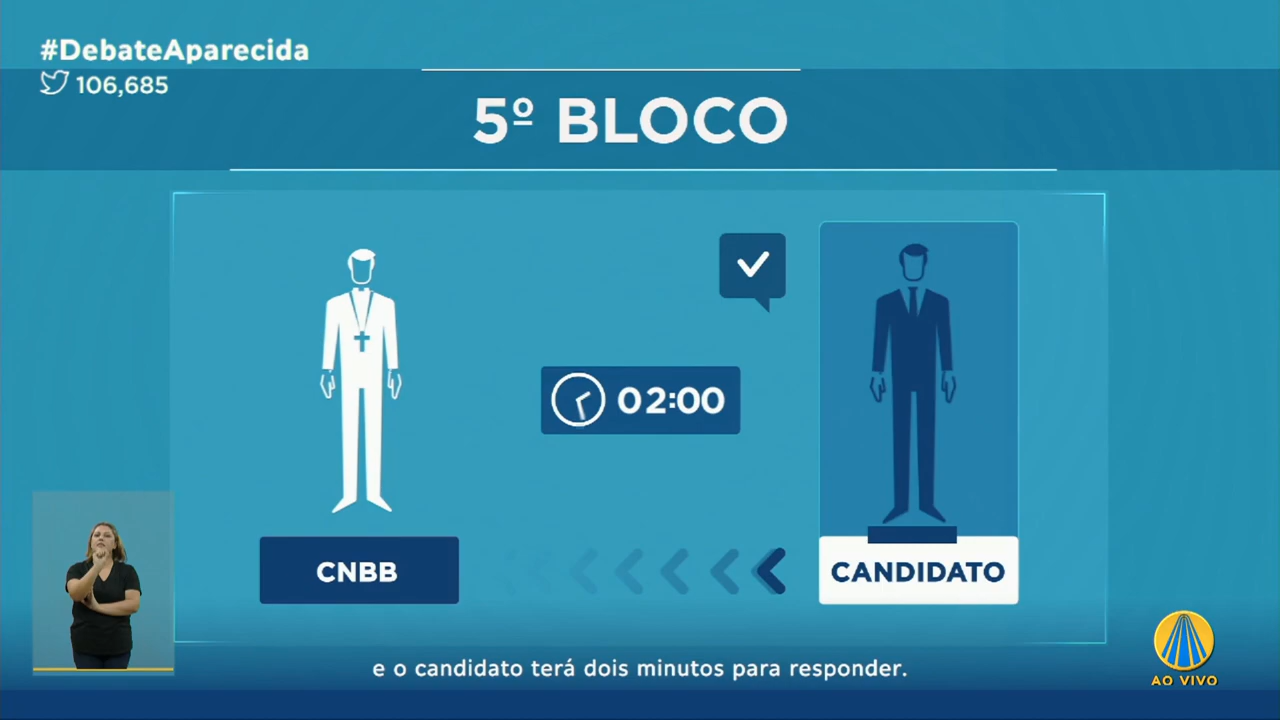 #DebateAparecida
106,685
5º BLOCO
02:00
CNBB
CANDIDATO
e o candidato terá dois minutos para responder.
AO VIVO